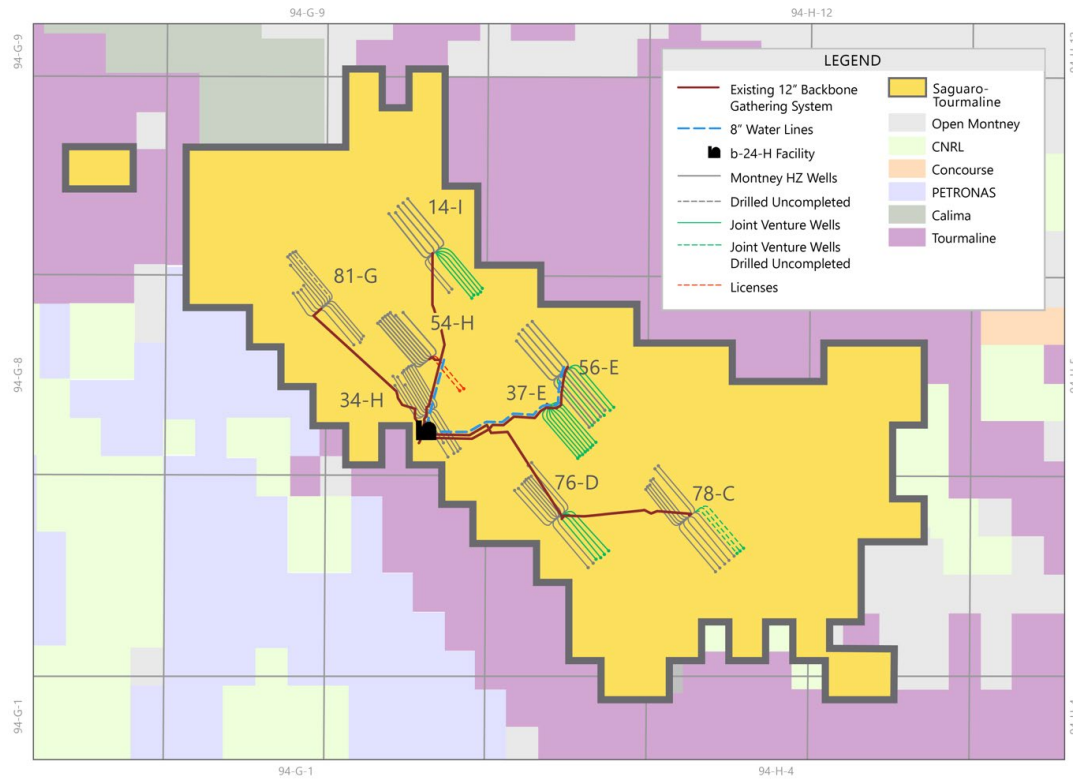 94-G-9
94-H-12
94-G-9
LEGEND
Existing 12” Backbone
Gathering System
8” Water Lines
b-24-H Facility
Montney HZ Wells
Drilled Uncompleted
Joint Venture Wells
Joint Venture Wells
Drilled Uncompleted
Licenses
Saguaro-
Tourmaline
Open Montney
CNRL
Concourse
PETRONAS
Calima
Tourmaline
14-I
81-G
54-H
94-G-8
56-E
37-E
34-H
76-D
78-C
94-G-1
94-G-1
94-H-4